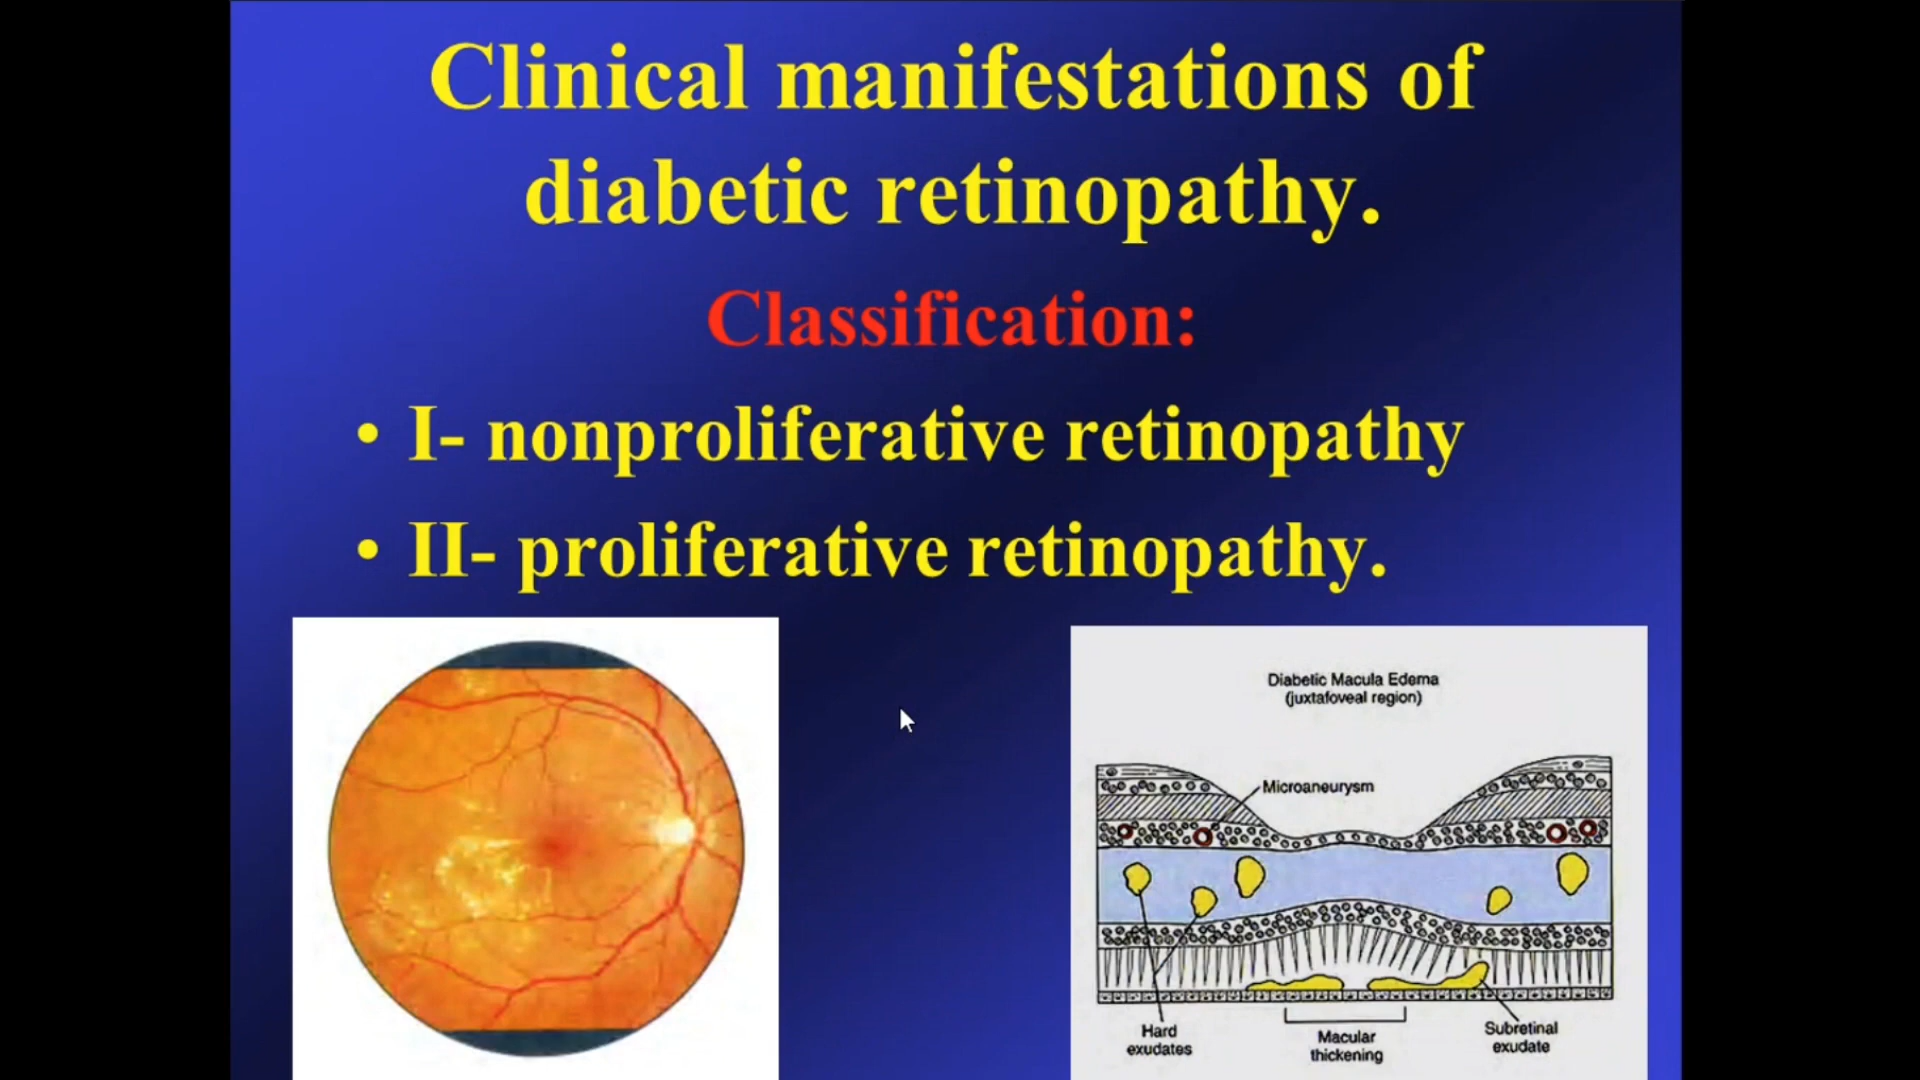 Clinical manifestations of
diabetic retinopathy.
Classification:
• I- nonproliferative retinopathy
• II- proliferative retinopathy.
Diabetic Macula Edema
(juxtafoveal region)
Microaneurysm
Hard
exudates
Macular
thickening
Subretinal
exudate